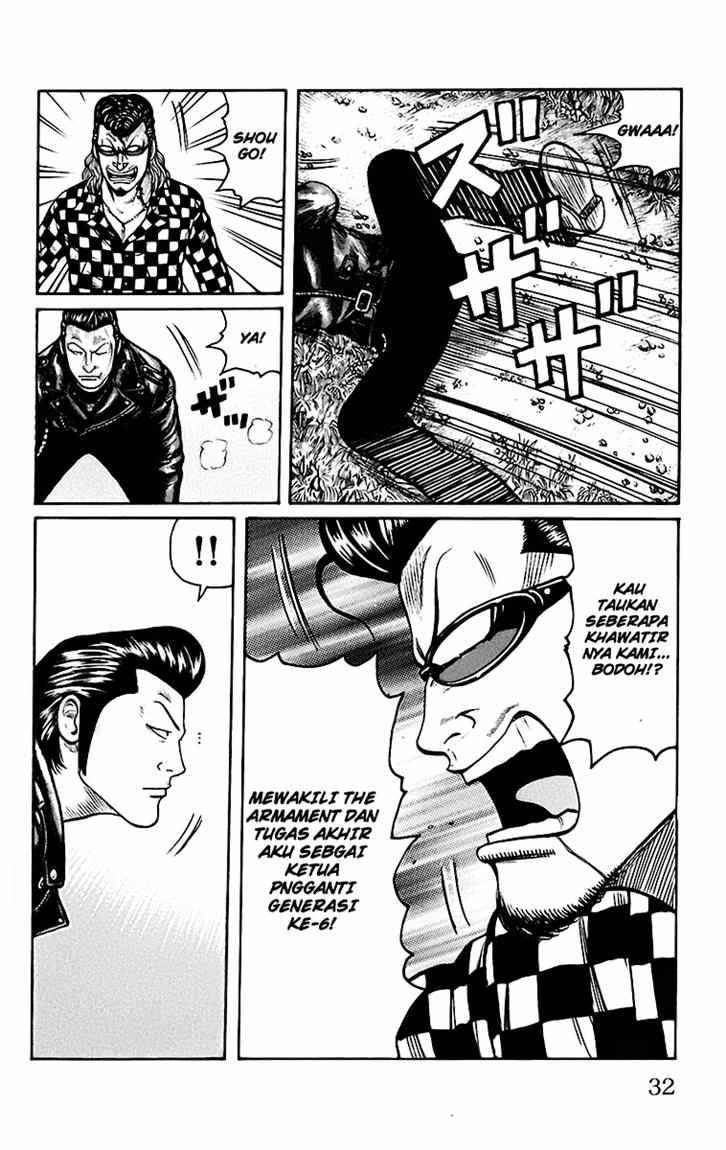 GWAAA!
ズ
ザ
ザ
SHOU
GO!
YA!
ザッ
KAU
TAUKAN
SEBERAPA
KHAWATIR
NYA KAMI...
BODOH!?
MEWAKILI THE
ARMAMENT DAN
TUGAS AKHIR
AKU SEBGAI
KETUA
PNGGANTI
GENERASI
KE-6!
!!
...
32